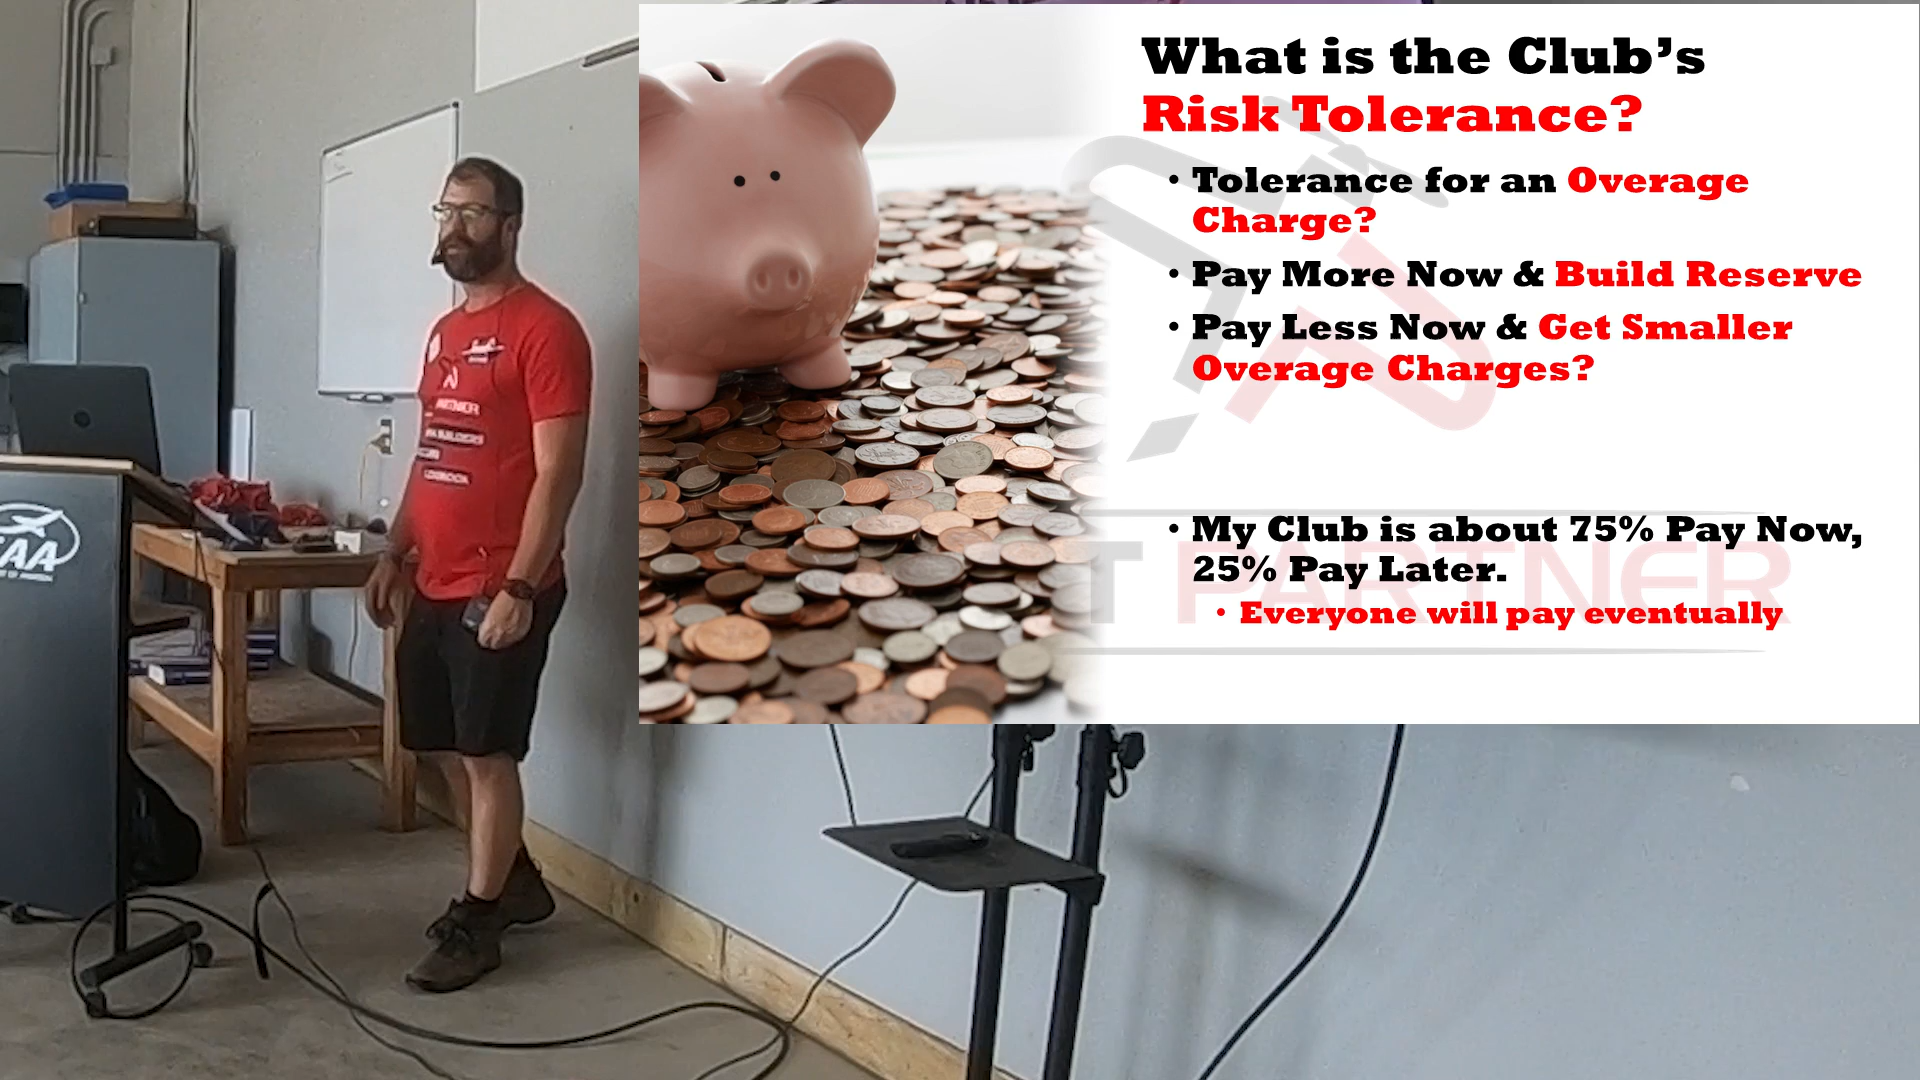 What is the Club's
Risk Tolerance?
• Tolerance for an Overage
Charge?
• Pay More Now & Build Reserve
• Pay Less Now & Get Smaller
Overage Charges?
• My Club is about 75% Pay Now,
25% Pay Later.
• Everyone will pay eventually
T PARTNER